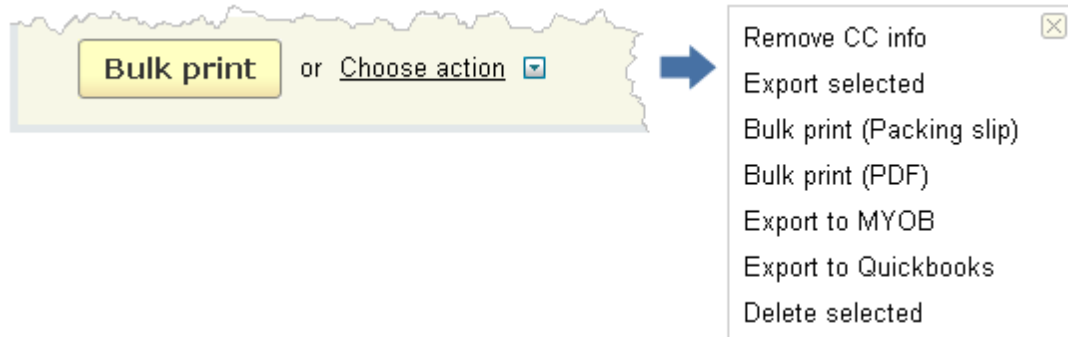 Bulk print or Choose action
Remove CC info
Export selected
Bulk print (Packing slip)
Bulk print (PDF)
Export to MYOB
Export to Quickbooks
Delete selected